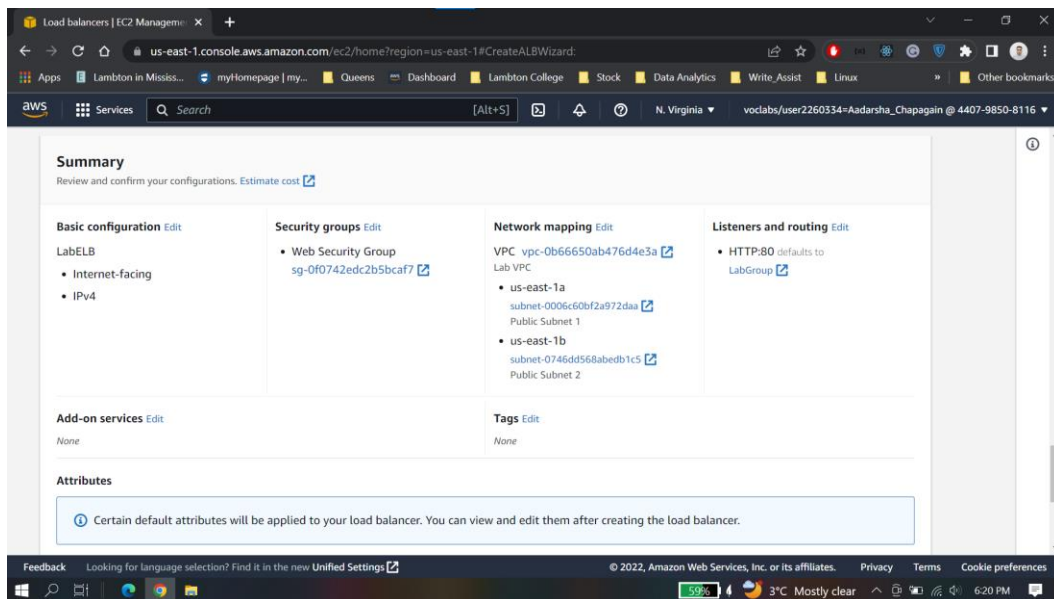 Load balancers | EC2 Manageme
us-east-1.console.aws.amazon.com/ec2/home?region=us-east-1#CreateALBWizard:
Apps Lambton in Mississ... myHomepage | my... Queens Dashboard Lambton College Stock Data Analytics Write_Assist Linux » Other bookmarks
aws Services Search [Alt+S] N. Virginia voclabs/user2260334=Aadarsha_Chapagain @ 4407-9850-8116
Summary
Review and confirm your configurations. Estimate cost
Basic configuration Edit
LabELB
• Internet-facing
• IPv4
Security groups Edit
• Web Security Group
sg-0f0742edc2b5bcaf7
Network mapping Edit
VPC vpc-0b66650ab476d4e3a
Lab VPC
• us-east-1a
subnet-0006c60bf2a972daa
Public Subnet 1
• us-east-1b
subnet-0746dd568abedb1c5
Public Subnet 2
Listeners and routing Edit
• HTTP:80 defaults to
LabGroup
Add-on services Edit
None
Tags Edit
None
Attributes
Certain default attributes will be applied to your load balancer. You can view and edit them after creating the load balancer.
Feedback Looking for language selection? Find it in the new Unified Settings © 2022, Amazon Web Services, Inc. or its affiliates. Privacy Terms Cookie preferences
59% 3°C Mostly clear 6:20 PM